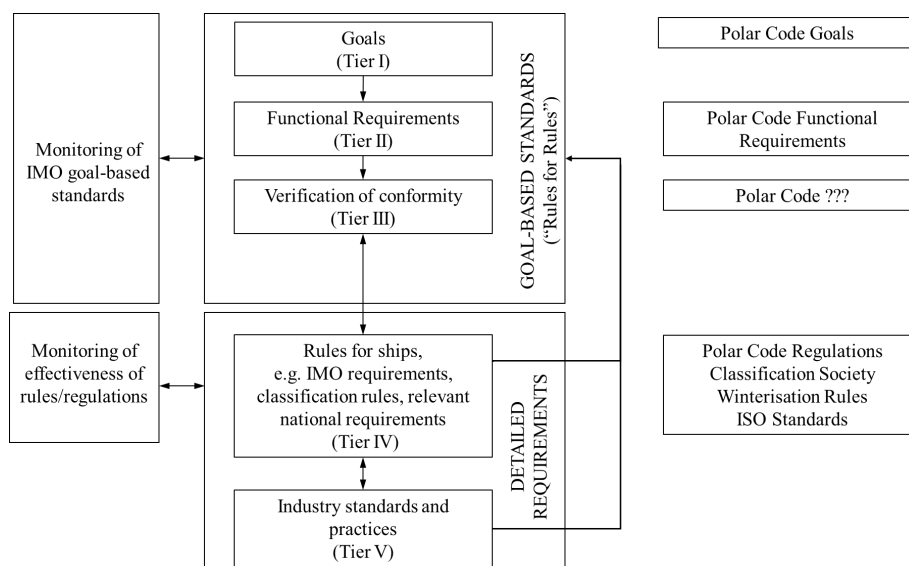 Goals
(Tier I)
Functional Requirements
(Tier II)
Verification of conformity
(Tier III)
GOAL-BASED STANDARDS
(“Rules for Rules”)
Monitoring of
IMO goal-based
standards
Polar Code Goals
Polar Code Functional
Requirements
Polar Code ???
Monitoring of
effectiveness of
rules/regulations
Rules for ships,
e.g. IMO requirements,
classification rules, relevant
national requirements
(Tier IV)
Industry standards and
practices
(Tier V)
DETAILED
REQUIREMENTS
Polar Code Regulations
Classification Society
Winterisation Rules
ISO Standards